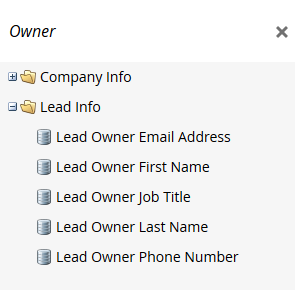 Owner
Company Info
Lead Info
Lead Owner Email Address
Lead Owner First Name
Lead Owner Job Title
Lead Owner Last Name
Lead Owner Phone Number